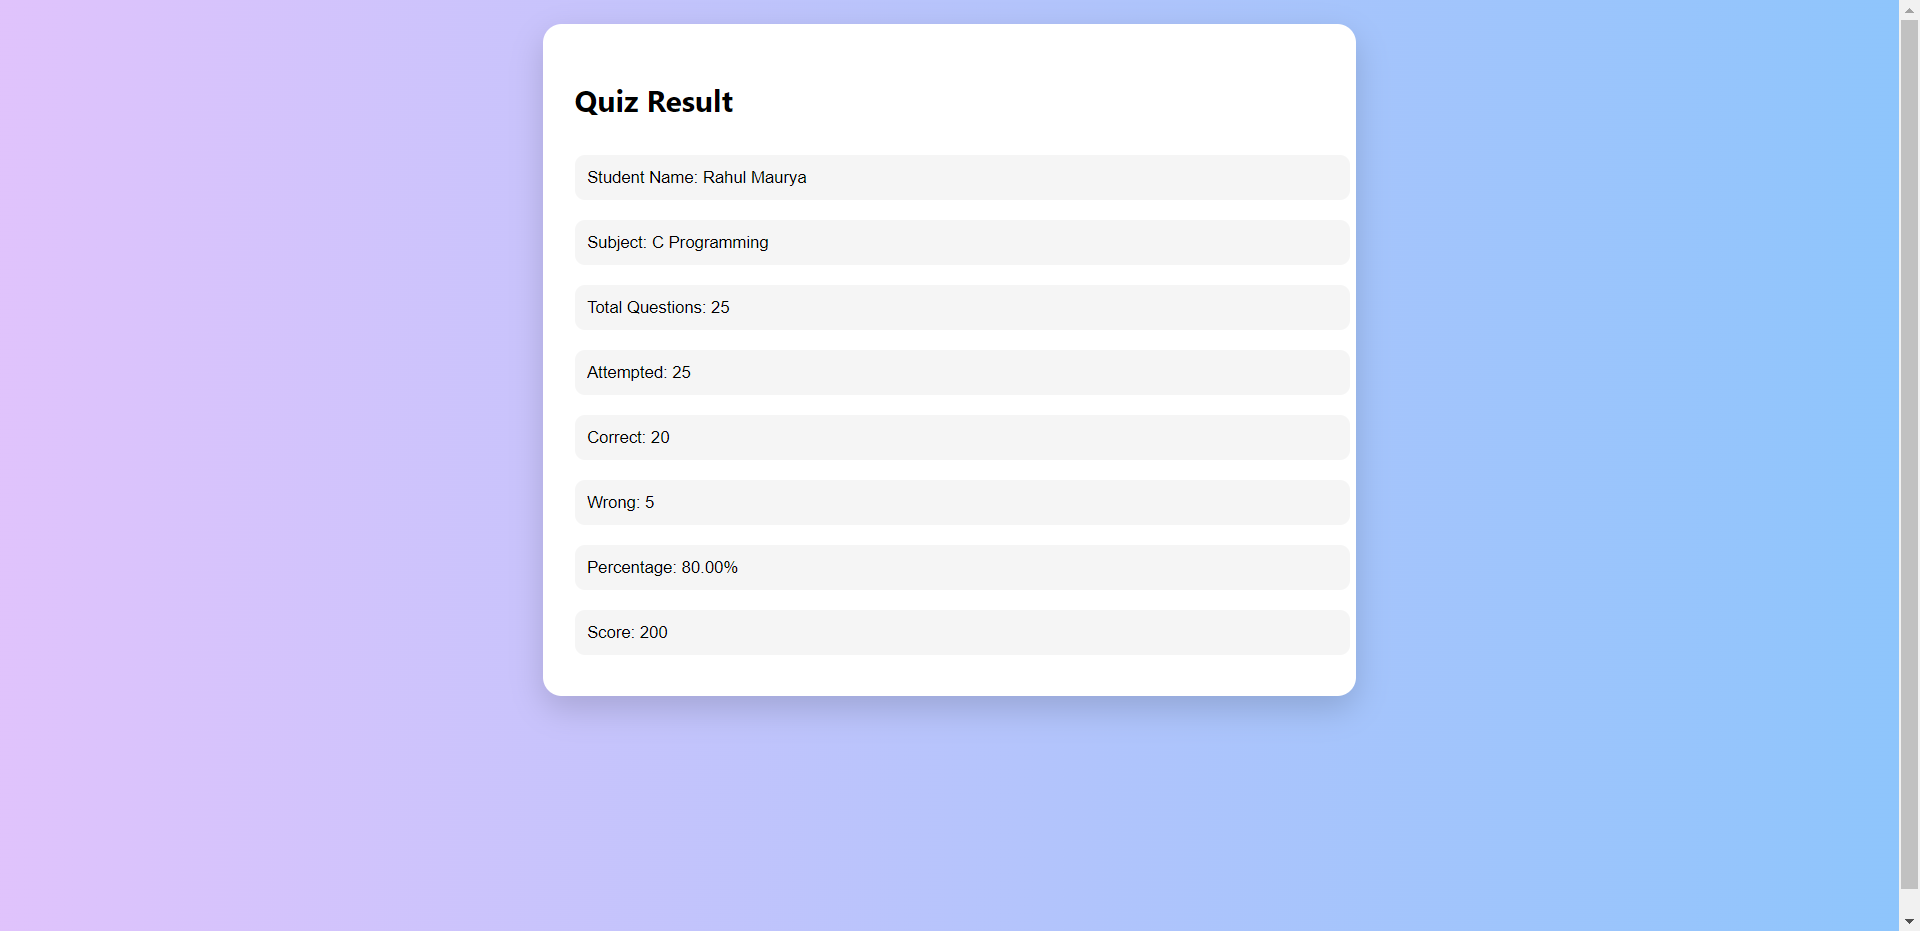 Quiz Result
Student Name: Rahul Maurya
Subject: C Programming
Total Questions: 25
Attempted: 25
Correct: 20
Wrong: 5
Percentage: 80.00%
Score: 200